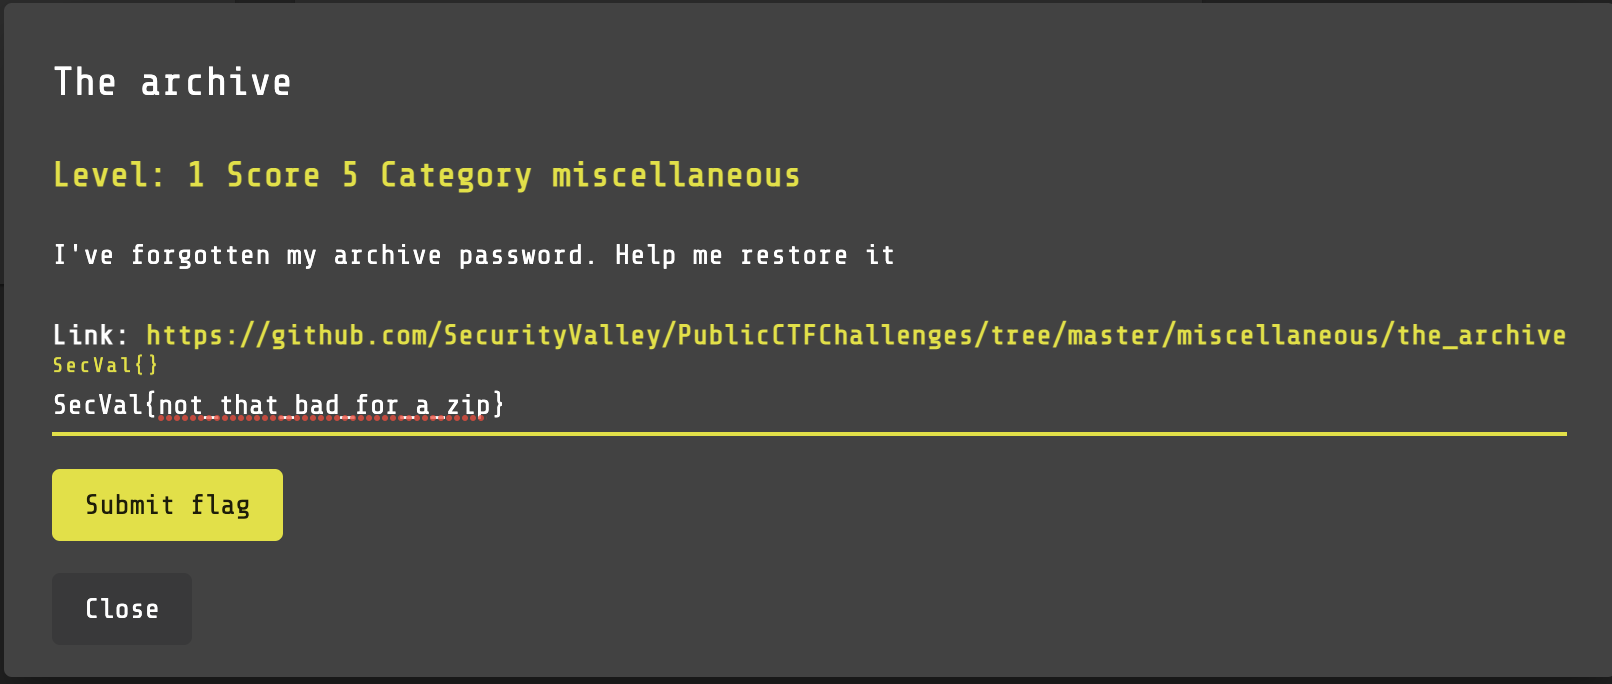 The archive
Level: 1 Score 5 Category miscellaneous
I've forgotten my archive password. Help me restore it
Link: https://github.com/SecurityValley/PublicCTFChallenges/tree/master/miscellaneous/the_archive
SecVal{}
SecVal{not_that_bad_for_a_zip}
Submit flag
Close